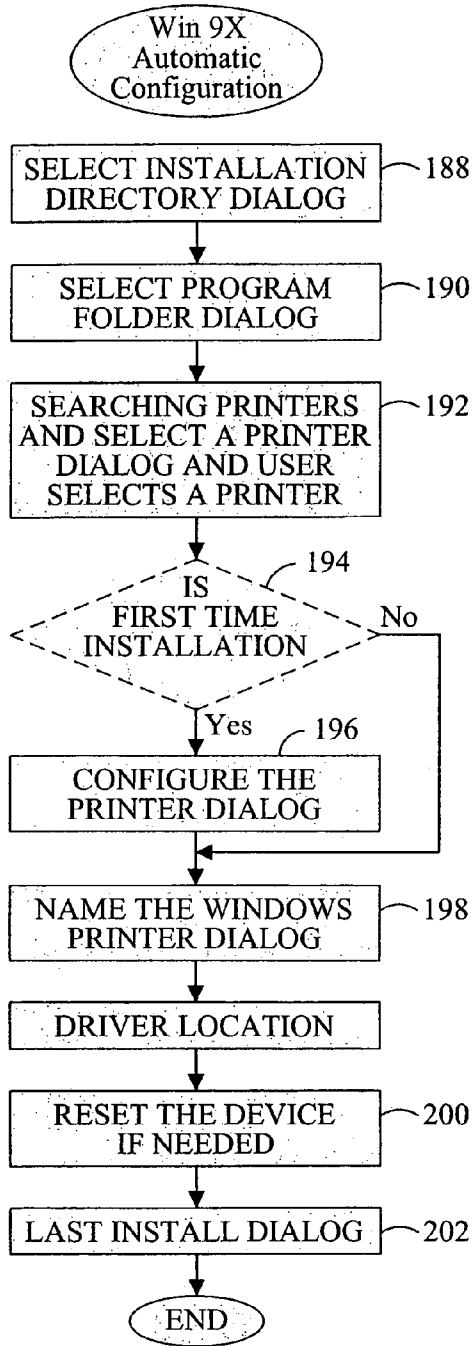 Win 9X
Automatic
Configuration
SELECT INSTALLATION
DIRECTORY DIALOG
188
SELECT PROGRAM
FOLDER DIALOG
190
SEARCHING PRINTERS
AND SELECT A PRINTER
DIALOG AND USER
SELECTS A PRINTER
192
IS
FIRST TIME
INSTALLATION
194
No
Yes
196
CONFIGURE THE
PRINTER DIALOG
NAME THE WINDOWS
PRINTER DIALOG
198
DRIVER LOCATION
RESET THE DEVICE
IF NEEDED
200
LAST INSTALL DIALOG
202
END